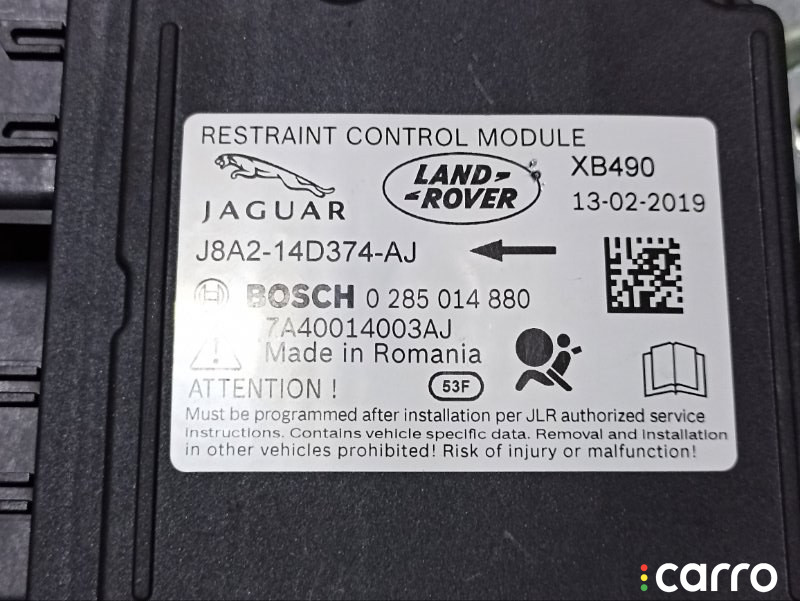 RESTRAINT CONTROL MODULE
JAGUAR
LAND-
-ROVER
XB490
13-02-2019
J8A2-14D374-AJ
BOSCH 0 285 014 880
7A40014003AJ
Made in Romania
ATTENTION !
53F
Must be programmed after installation per JLR authorized service
instructions. Contains vehicle specific data. Removal and installation
in other vehicles prohibited! Risk of injury or malfunction!
carro